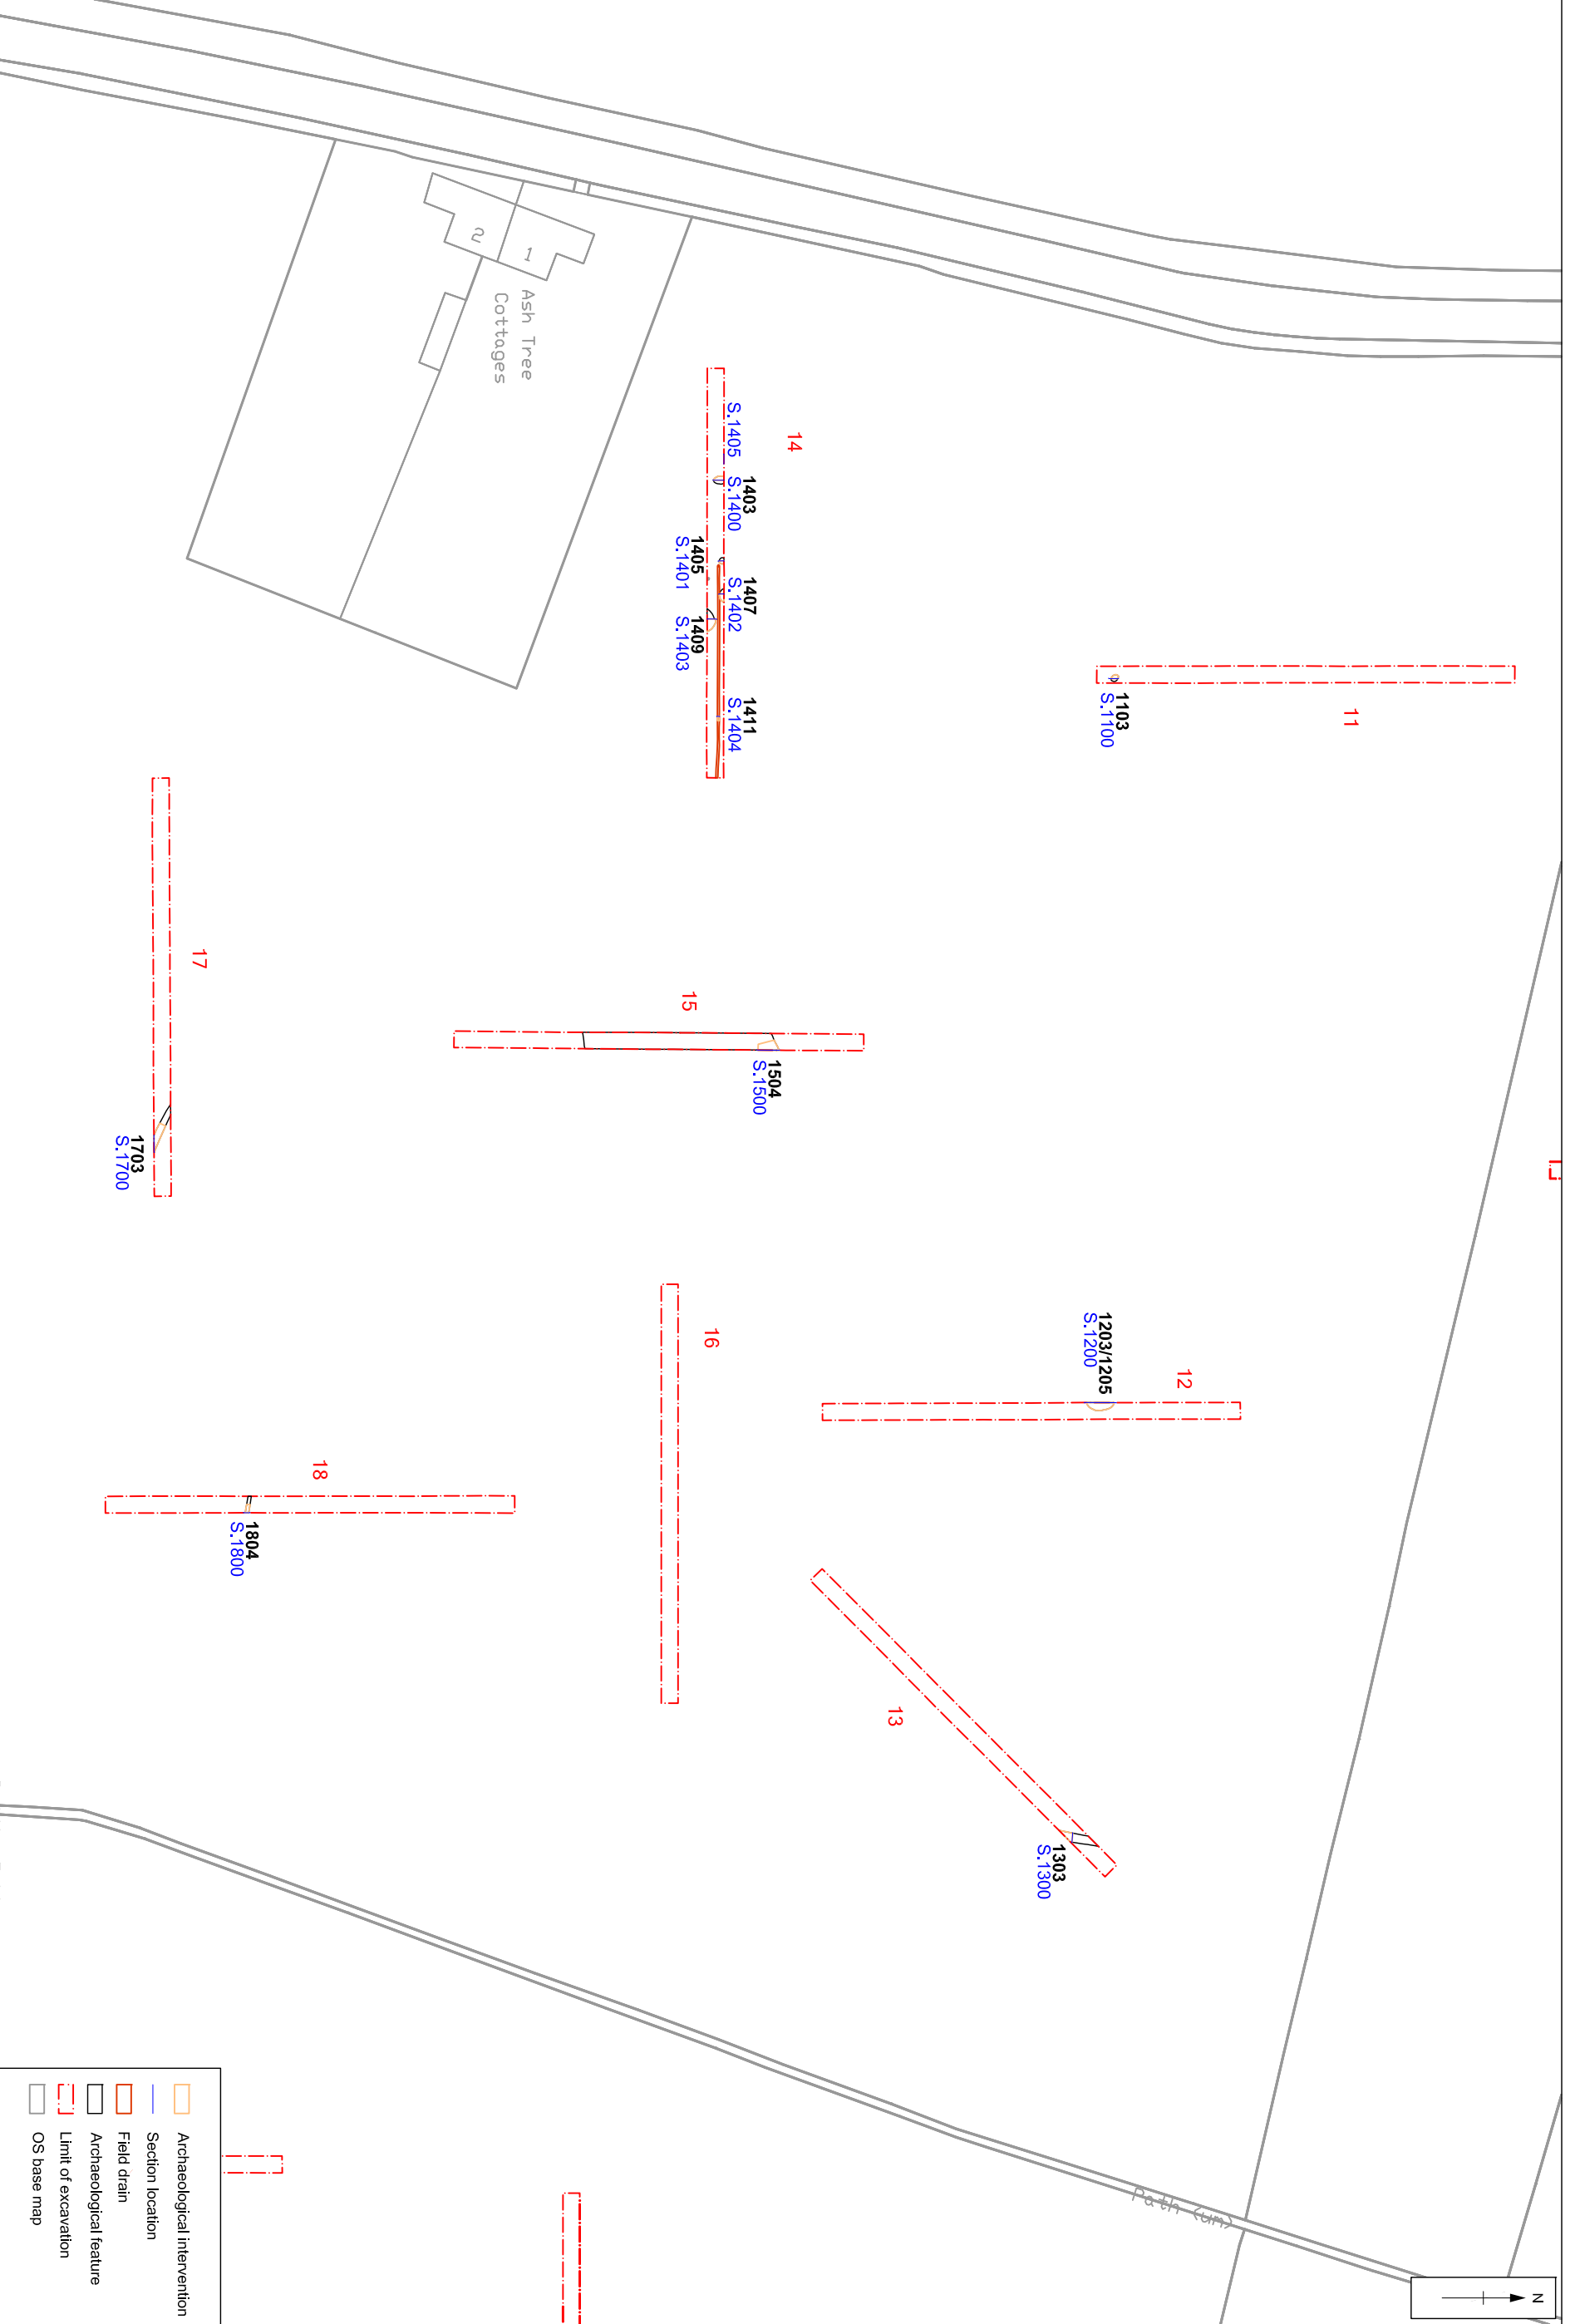 N
11
1103
S.1100
12
1203/1205
S.1200
13
1303
S.1300
Path (um)
14
S.1405
1403
S.1400
1405
S.1401
1407
S.1402
1409
S.1403
1411
S.1404
15
1504
S.1500
16
1
2
Ash Tree
Cottages
17
1703
S.1700
18
1804
S.1800
Archaeological intervention
Section location
Field drain
Archaeological feature
Limit of excavation
OS base map